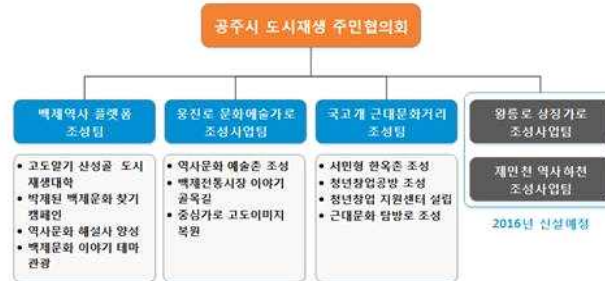 공주시 도시재생 주민협의회
백제역사 플랫폼
조성팀
• 고도알기 산성골 도시
재생대학
• 박제된 백제문화 찾기
캠페인
• 역사문화 해설사 양성
• 백제문화 이야기 테마
관광
웅진로 문화예술가로
조성사업팀
• 역사문화 예술촌 조성
• 백제전통시장 이야기
골목길
• 중심가로 고도이미지
복원
국고개 근대문화거리
조성팀
• 서민형 한옥촌 조성
• 청년창업공방 조성
• 청년창업 지원센터 설립
• 근대문화 탐방로 조성
왕릉로 상징가로
조성사업팀
제민천 역사하천
조성사업팀
2016년 신설예정